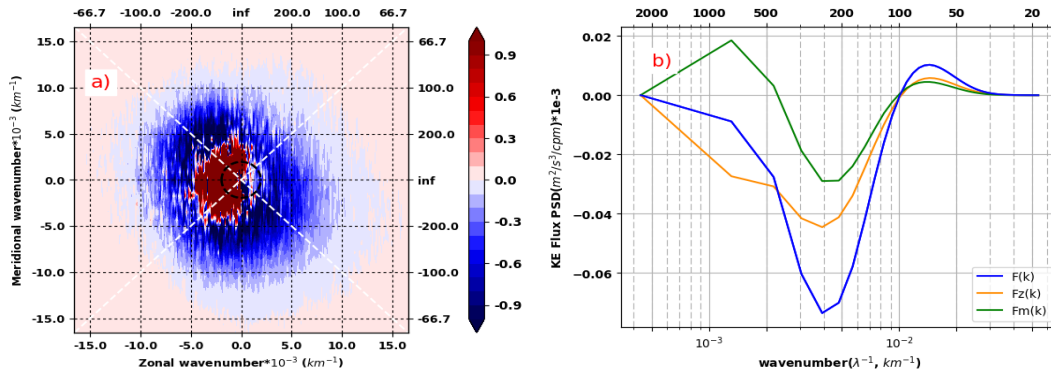 -66.7 -100.0 -200.0 inf 200.0 100.0 66.7
a)
15.0 66.7
10.0 100.0
5.0 200.0
0.0 inf
-5.0 -200.0
-10.0 -100.0
-15.0 -66.7
-15.0 -10.0 -5.0 0.0 5.0 10.0 15.0
Zonal wavenumber*10⁻³ (km⁻¹)
Meridional wavenumber*10⁻³ (km⁻¹)
0.9
0.6
0.3
0.0
-0.3
-0.6
-0.9
2000 1000 500 200 100 50 20
b)
0.02
0.00
−0.02
−0.04
−0.06
KE Flux PSD(m²/s³/cpm)*1e-3
F(k)
Fz(k)
Fm(k)
10⁻³ 10⁻²
wavenumber(λ⁻¹, km⁻¹)